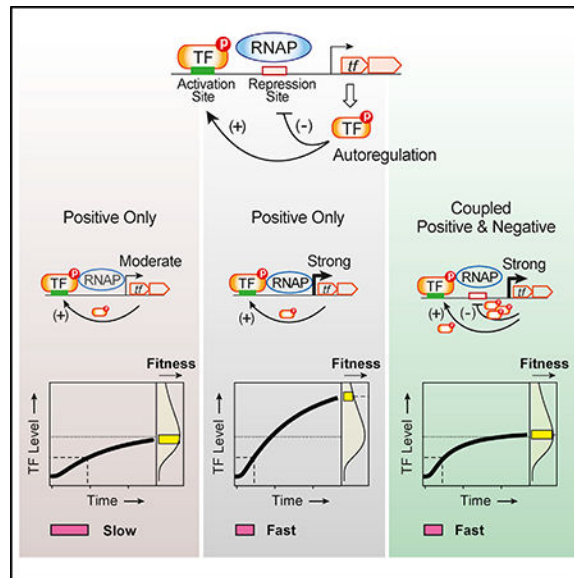 P
TF
RNAP
tf
Activation
Site
Repression
Site
(+)
(-)
TF
P
Autoregulation
Positive Only
Positive Only
Coupled
Positive & Negative
Moderate
P
TF
RNAP
tf
(+)
Strong
P
TF
RNAP
tf
(+)
Strong
P
TF
RNAP
tf
(+)
(-)
Fitness
TF Level
Time
Slow
Fitness
TF Level
Time
Fast
Fitness
TF Level
Time
Fast